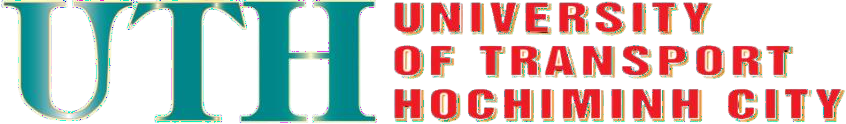 UTH
UNIVERSITY
OF TRANSPORT
HOCHIMINH CITY